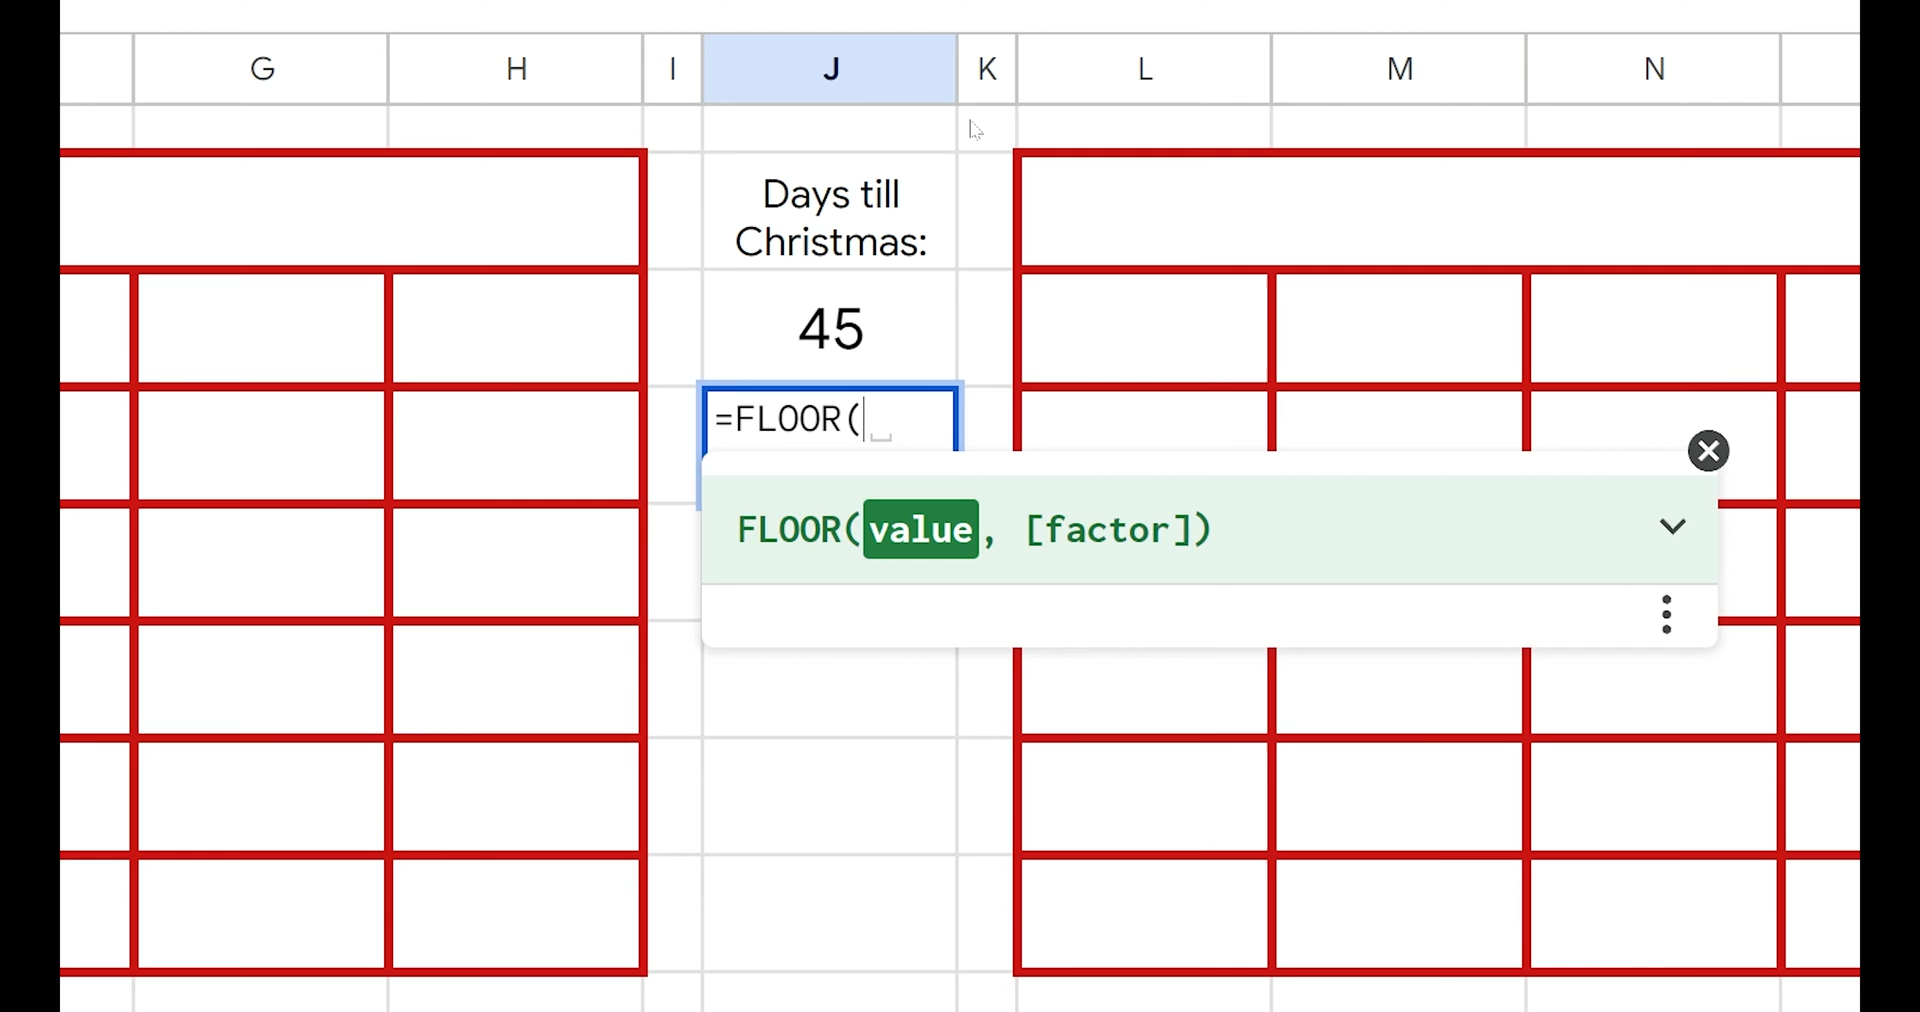 G H I J K L M N
Days till
Christmas:
45
=FLOOR(
FLOOR(value, [factor])